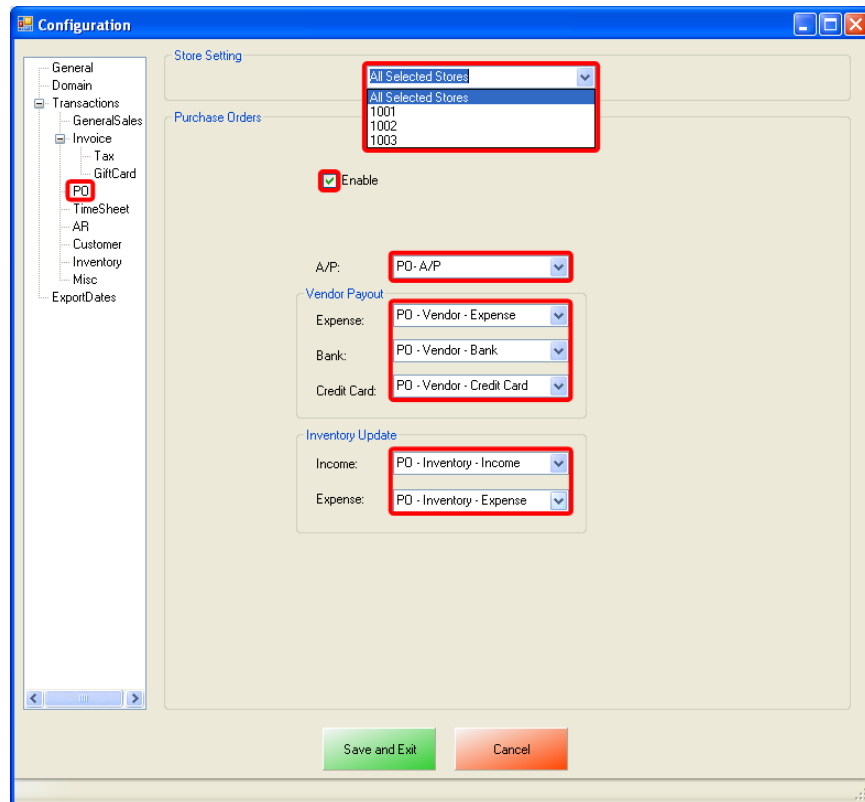 Configuration
General
Domain
Transactions
GeneralSales
Invoice
Tax
GiftCard
PO
TimeSheet
AR
Customer
Inventory
Misc
ExportDates
Store Setting
All Selected Stores
All Selected Stores
1001
1002
1003
Purchase Orders
Enable
A/P: PO- A/P
Vendor Payout
Expense: PO - Vendor - Expense
Bank: PO - Vendor - Bank
Credit Card: PO - Vendor - Credit Card
Inventory Update
Income: PO - Inventory - Income
Expense: PO - Inventory - Expense
Save and Exit Cancel